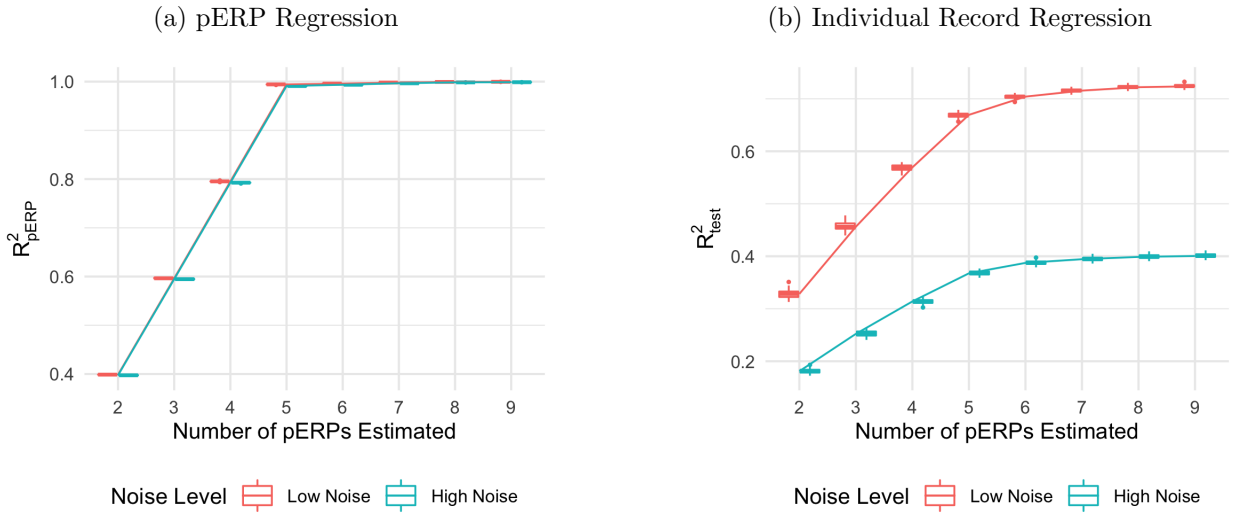 (a) pERP Regression
1.0
0.8
0.6
0.4
R²pERP
2 3 4 5 6 7 8 9
Number of pERPs Estimated
Noise Level Low Noise High Noise
(b) Individual Record Regression
0.6
0.4
0.2
R²test
2 3 4 5 6 7 8 9
Number of pERPs Estimated
Noise Level Low Noise High Noise